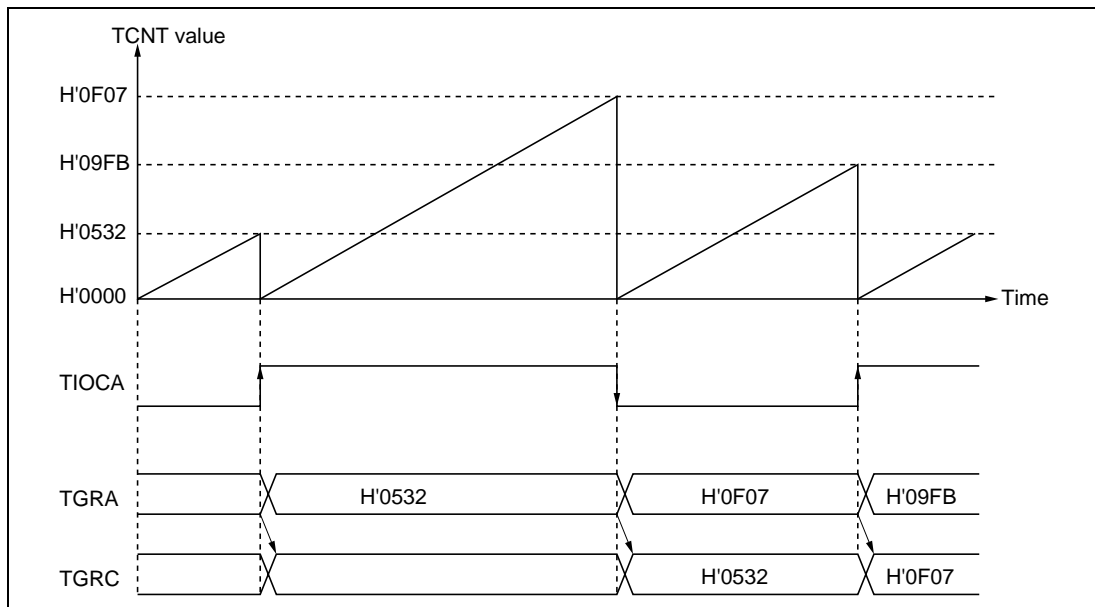 TCNT value
H'0F07
H'09FB
H'0532
H'0000
Time
TIOCA
TGRA
H'0532
H'0F07
H'09FB
TGRC
H'0532
H'0F07